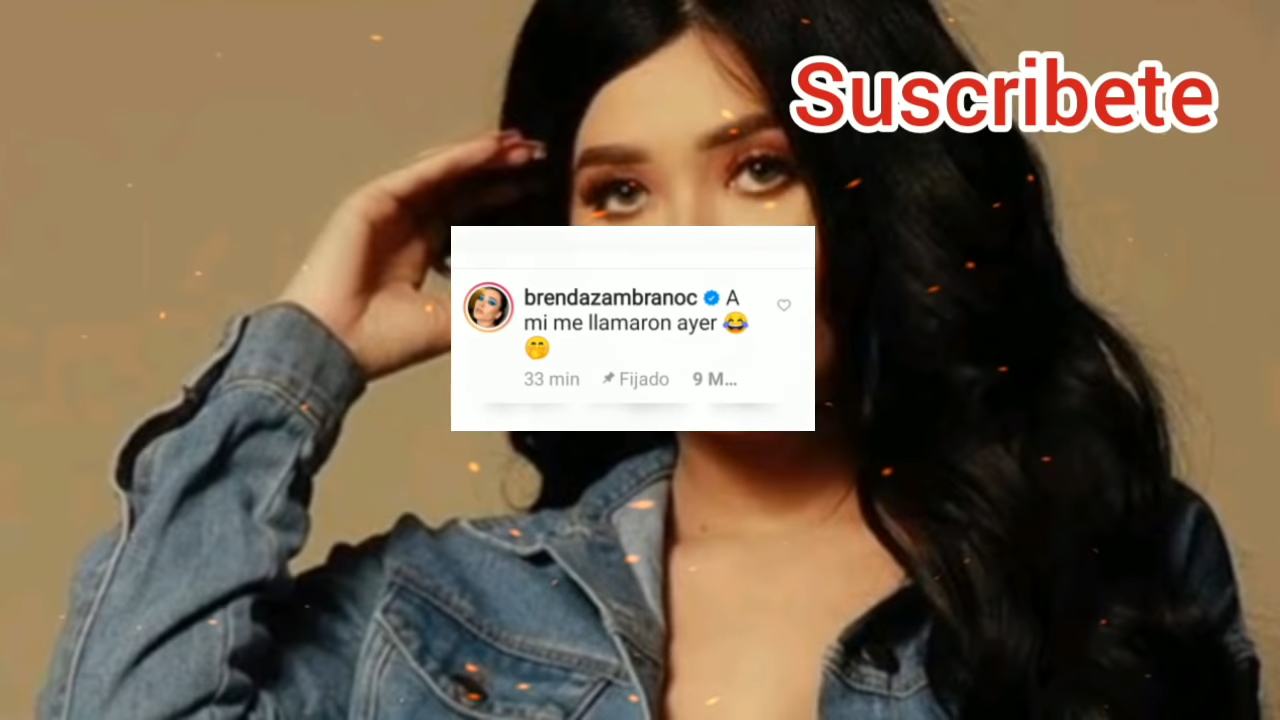 Suscribete
brendazambranoc A
mi me llamaron ayer 😂
🤭
33 min Fijado 9 M...